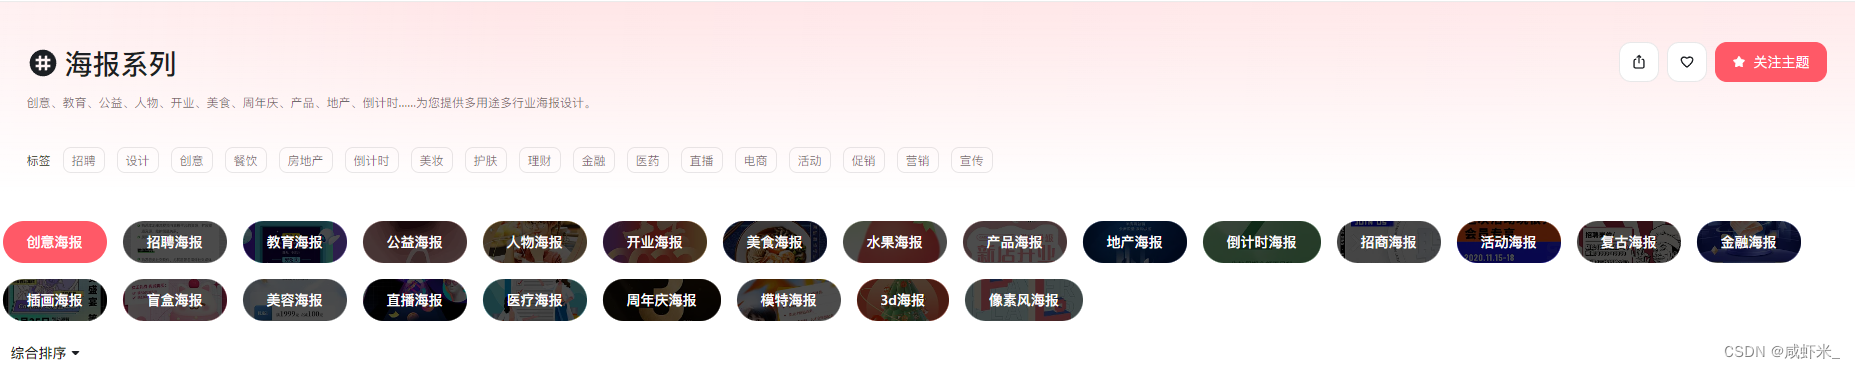 海报系列
关注主题
创意、教育、公益、人物、开业、美食、周年庆、产品、地产、倒计时......为您提供多用途多行业海报设计。
标签 招聘 设计 创意 餐饮 房地产 倒计时 美妆 护肤 理财 金融 医药 直播 电商 活动 促销 营销 宣传
创意海报 招聘海报 教育海报 公益海报 人物海报 开业海报 美食海报 水果海报 产品海报 地产海报 倒计时海报 招商海报 活动海报 复古海报 金融海报
2020.11.15-18
插画海报 盲盒海报 美容海报 直播海报 医疗海报 周年庆海报 模特海报 3d海报 像素风海报
综合排序
CSDN @咸虾米_